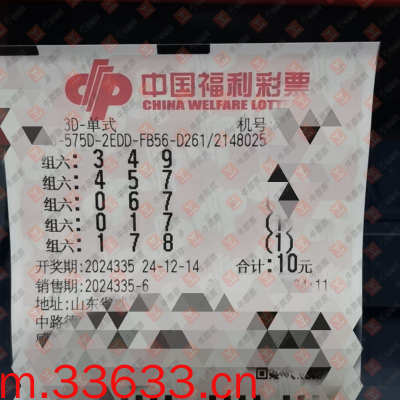 中国福利彩票
CHINA WELFARE LOTT
3D-单式 机号
-575D-2EDD-FB56-D261/2148025
组六: 3 4 9
组六: 4 5 7
组六: 0 6 7
组六: 0 1 7 (1
组六: 1 7 8 (1)
开奖期:2024335 24-12-14 合计:10元
销售期:2024335-6 :11
地址:山东省
中路
m.33633.cn